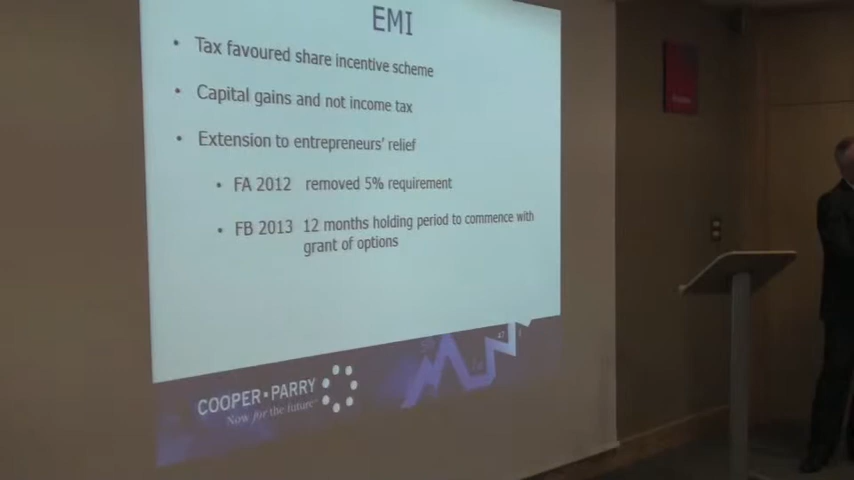 EMI
• Tax favoured share incentive scheme
• Capital gains and not income tax
• Extension to entrepreneurs' relief
• FA 2012 removed 5% requirement
• FB 2013 12 months holding period to commence with
grant of options
COOPER·PARRY
Now for the future